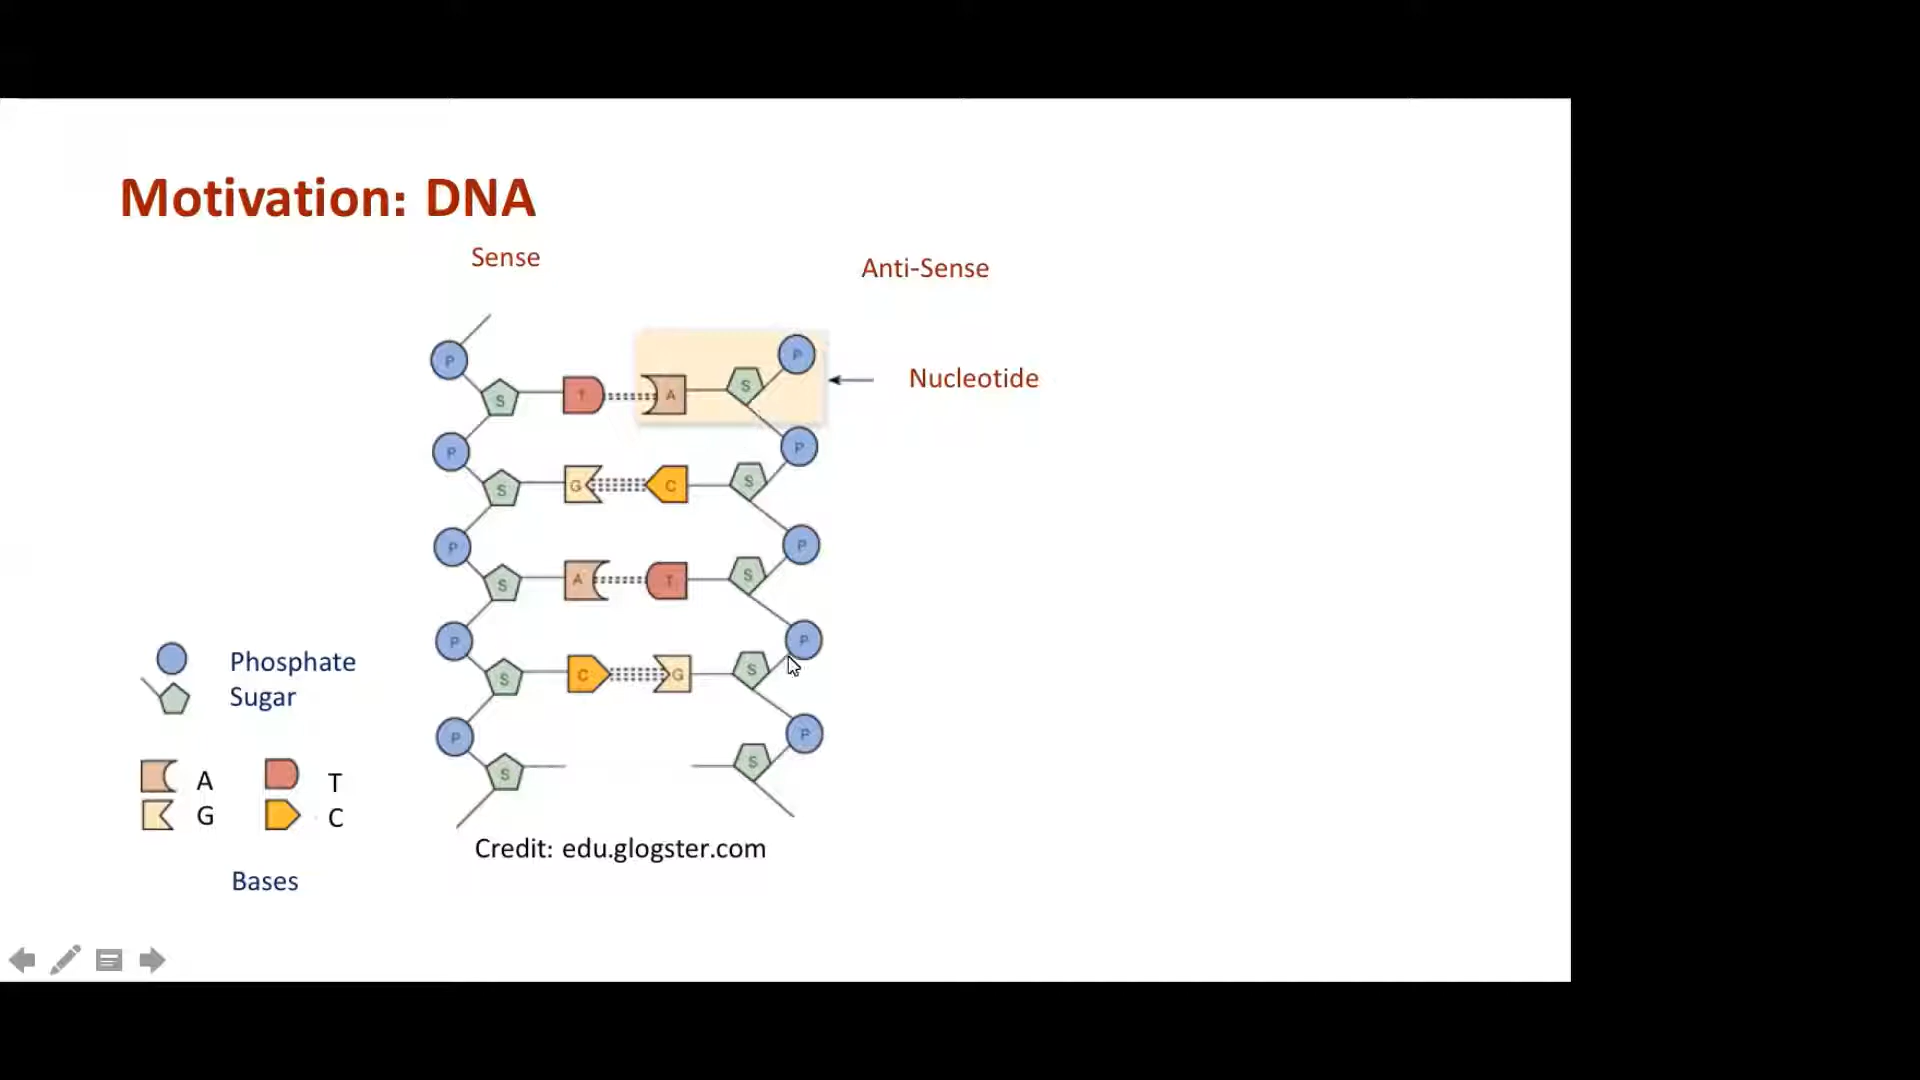 Motivation: DNA
Sense
Anti-Sense
P P
S T A S
Nucleotide
P P
S G C S
P P
S A T S
P P
S C G S
P P
S S
Phosphate
Sugar
A T
G C
Bases
Credit: edu.glogster.com